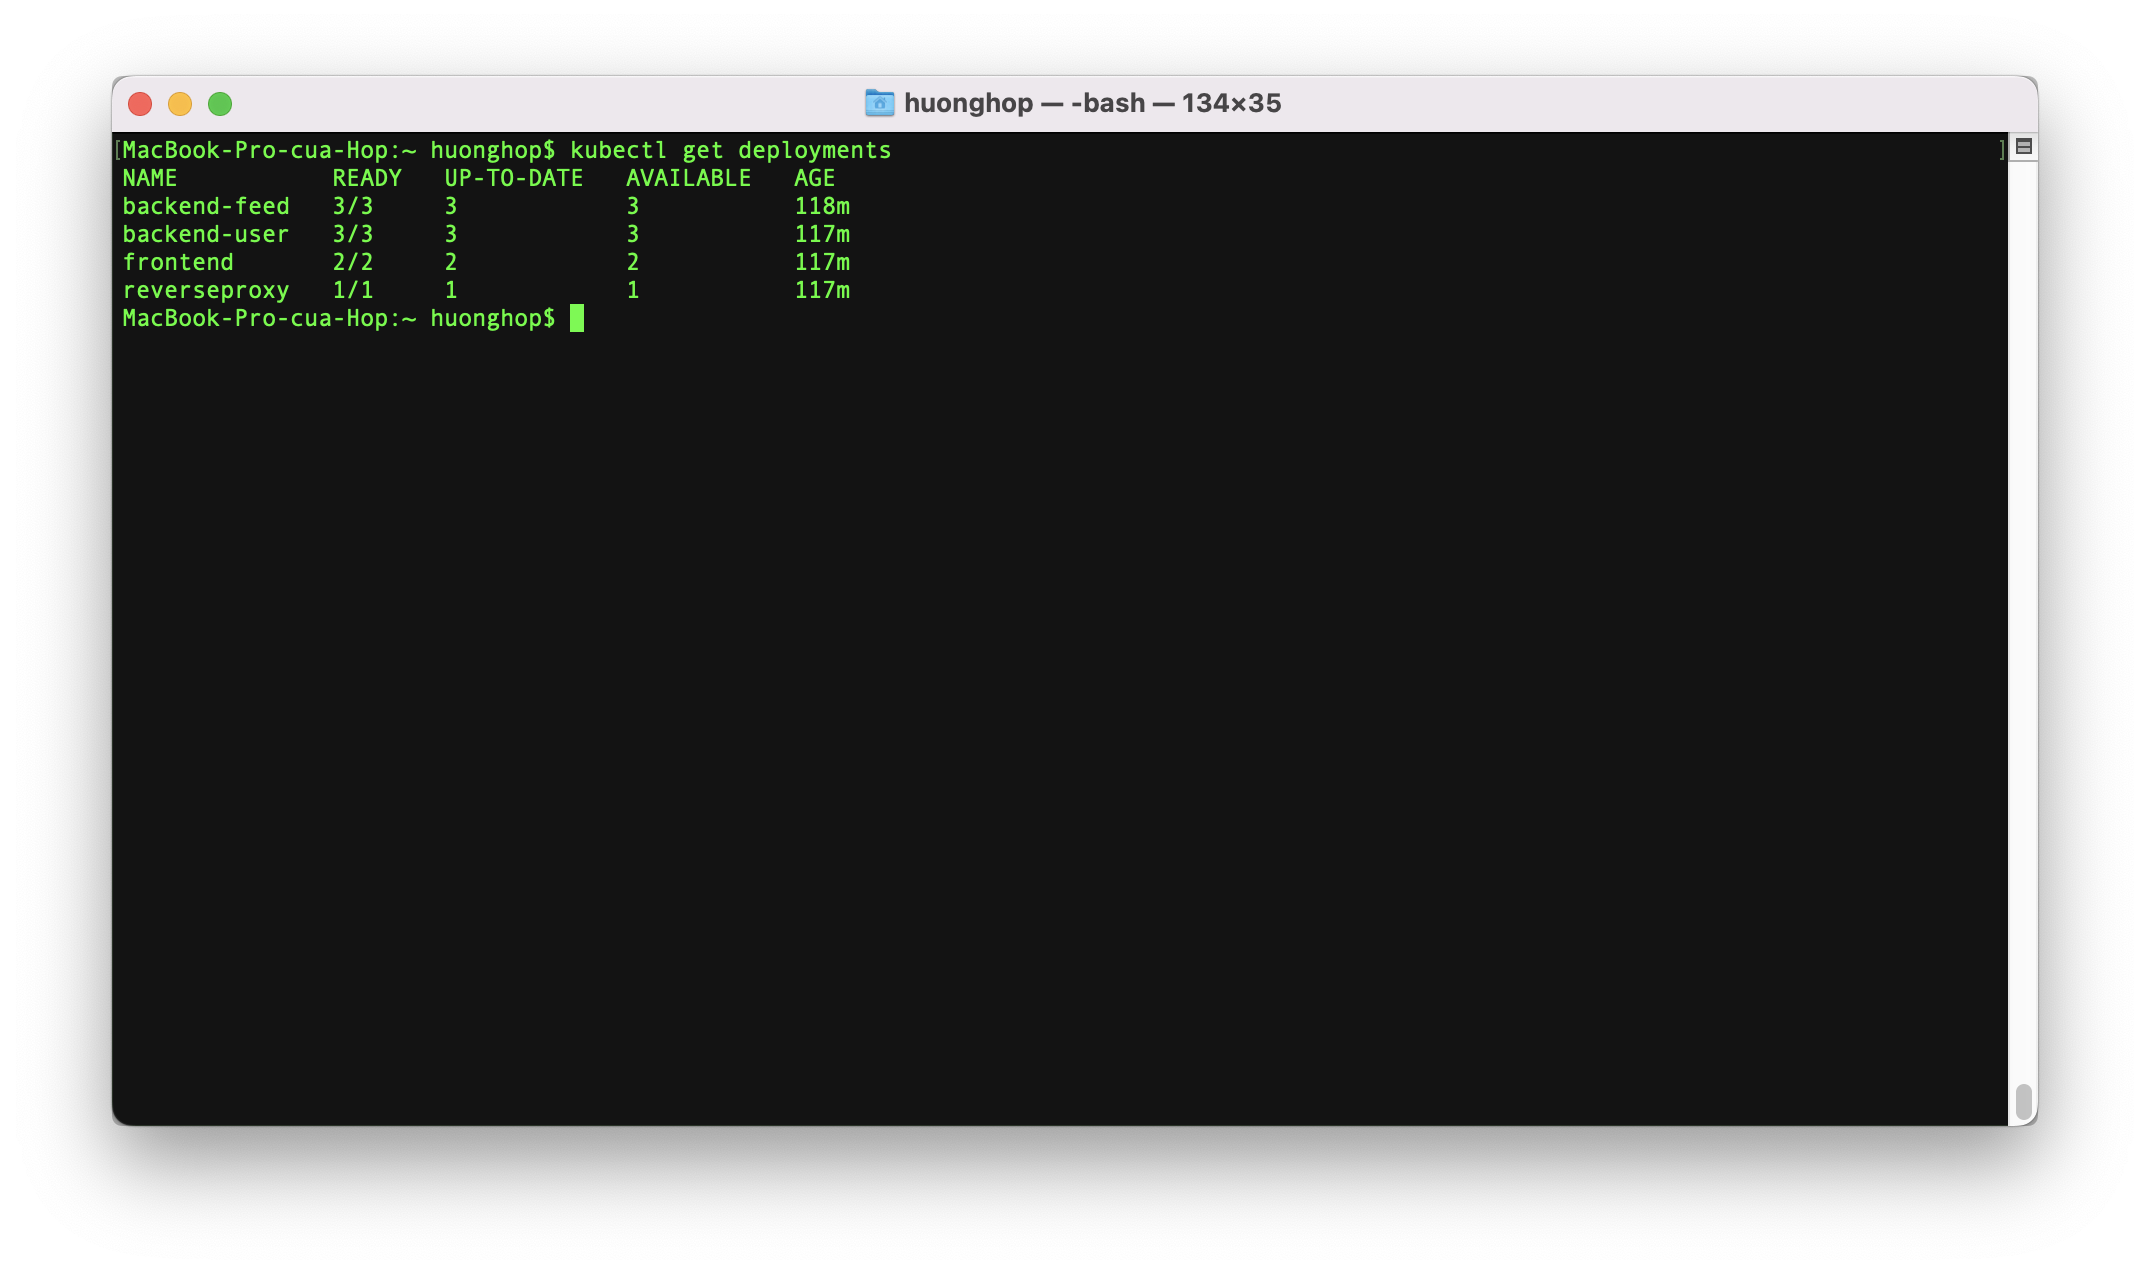 huonghop — -bash — 134×35
[MacBook-Pro-cua-Hop:~ huonghop$ kubectl get deployments ]
NAME           READY   UP-TO-DATE   AVAILABLE   AGE
backend-feed   3/3     3            3           118m
backend-user   3/3     3            3           117m
frontend       2/2     2            2           117m
reverseproxy   1/1     1            1           117m
MacBook-Pro-cua-Hop:~ huonghop$